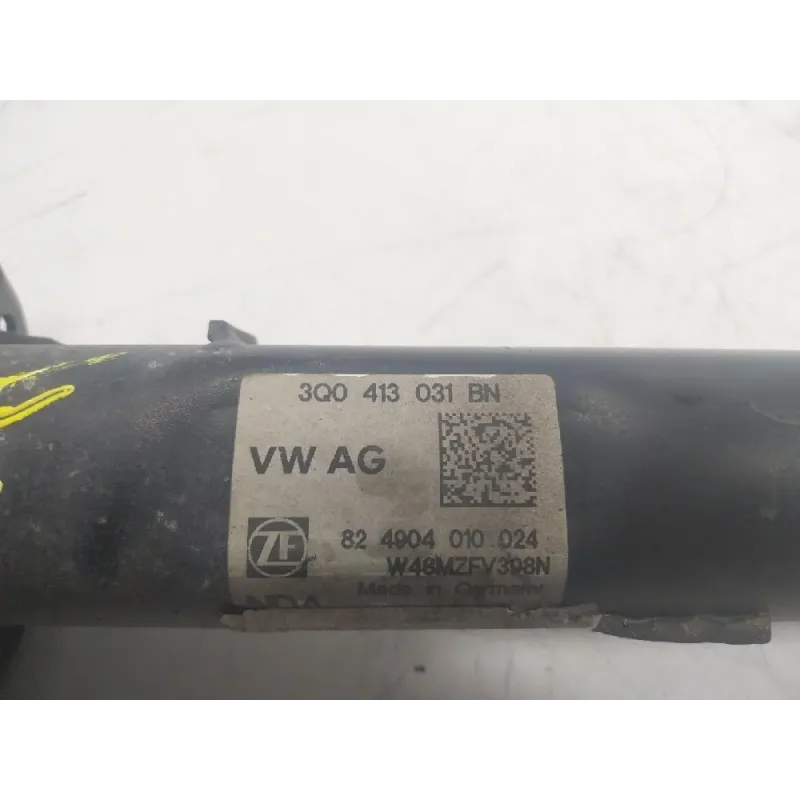 3Q0 413 031 BN
VW AG
ZF
82 4904 010 024
W48MZFV398N
Made in Germany